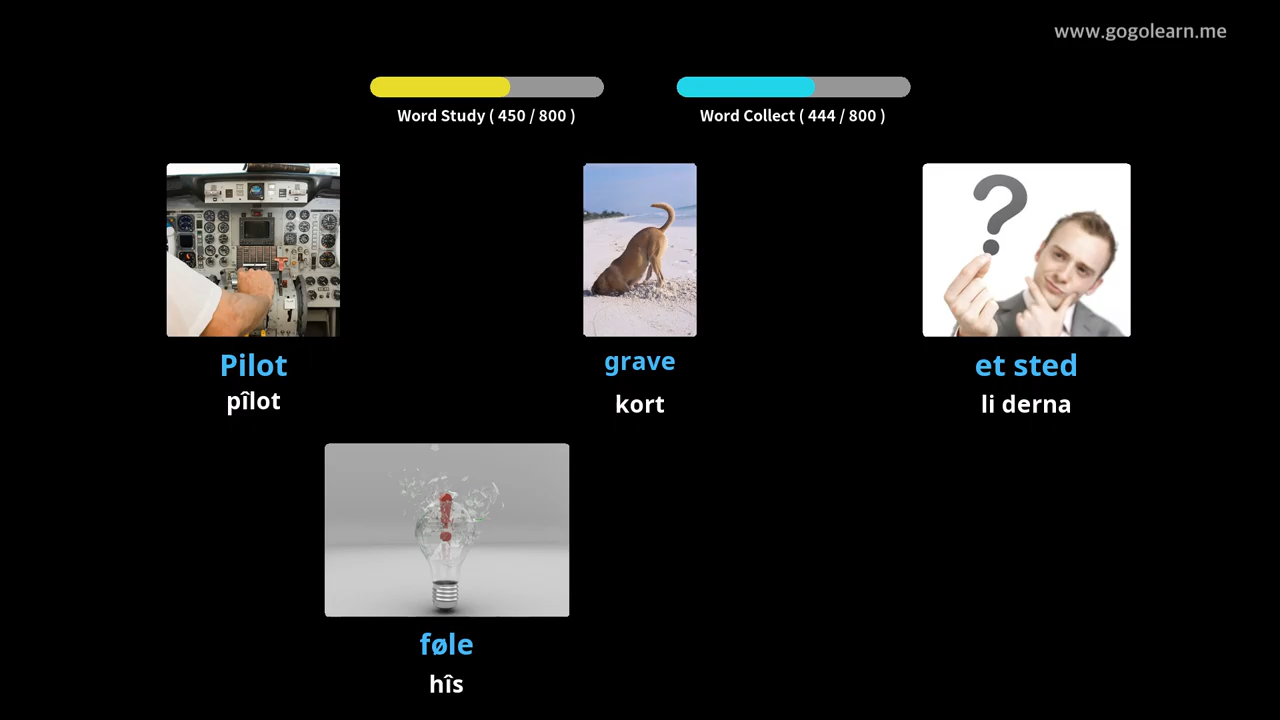 www.gogolearn.me
Word Study ( 450 / 800 )
Word Collect ( 444 / 800 )
Pilot
pîlot
grave
kort
et sted
li derna
føle
hîs